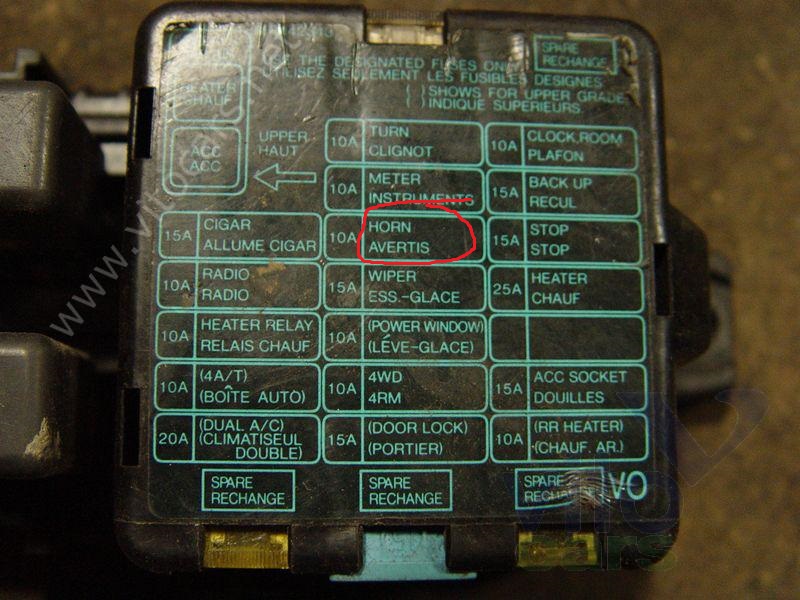 SPARE
RECHANGE
THE DESIGNATED FUSES ONLY
UTILISEZ SEULEMENT LES FUSIBLES DESIGNES
( ) SHOWS FOR UPPER GRADE
INDIQUE SUPERIEURS
HEATER
CHAUF
ACC
ACC
UPPER
HAUT
10A TURN
CLIGNOT
10A CLOCK,ROOM
PLAFON
10A METER
INSTRUMENTS
15A BACK UP
RECUL
15A CIGAR
ALLUME CIGAR
10A HORN
AVERTIS
15A STOP
STOP
10A RADIO
RADIO
15A WIPER
ESS.-GLACE
25A HEATER
CHAUF
10A HEATER RELAY
RELAIS CHAUF
10A (POWER WINDOW)
(LÉVE-GLACE)
10A (4A/T)
(BOÎTE AUTO)
10A 4WD
4RM
15A ACC SOCKET
DOUILLES
20A (DUAL A/C)
(CLIMATISEUL
DOUBLE)
15A (DOOR LOCK)
(PORTIER)
10A (RR HEATER)
(CHAUF. AR.)
SPARE
RECHANGE
SPARE
RECHANGE
SPARE
VO